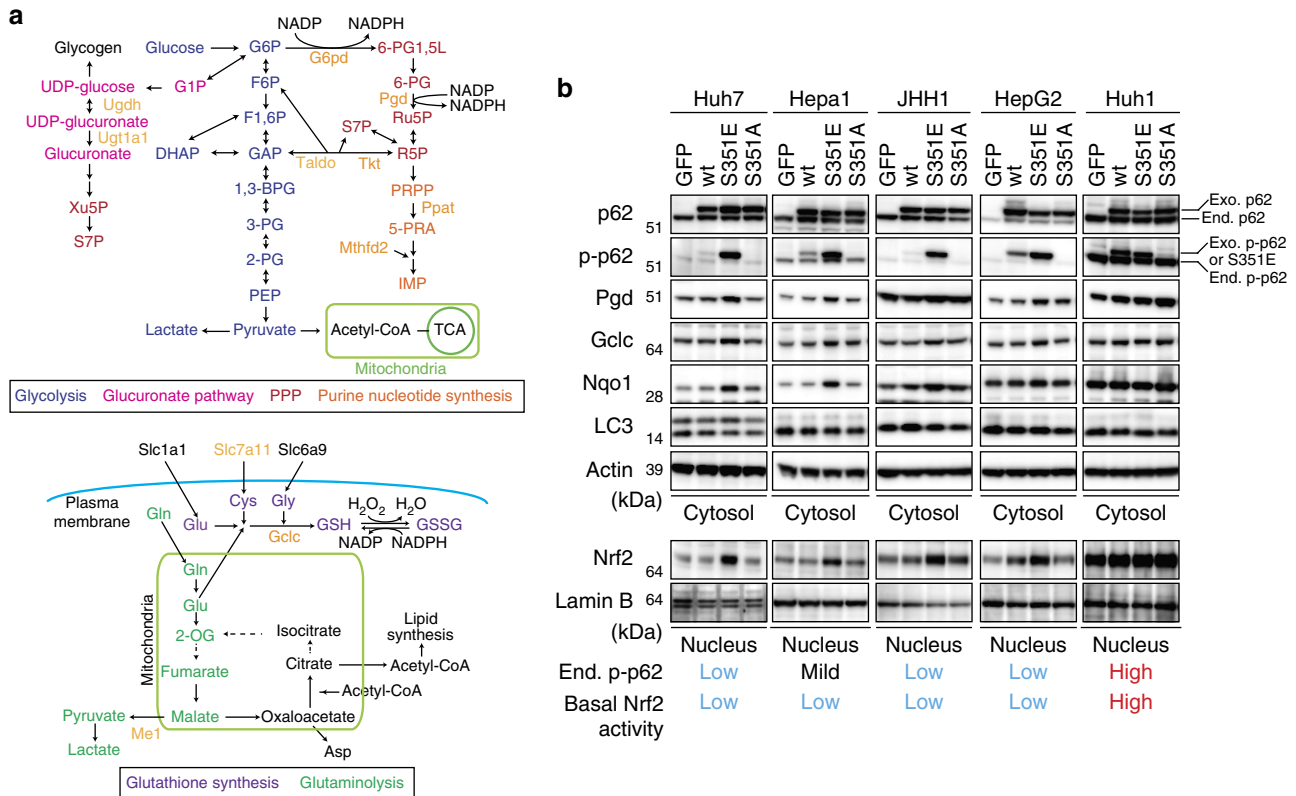 a
NADP NADPH
Glycogen Glucose G6P 6-PG1,5L
G6pd
UDP-glucose G1P F6P 6-PG
Ugdh Pgd NADP
NADPH
UDP-glucuronate F1,6P S7P Ru5P
Ugt1a1
Glucuronate DHAP GAP R5P
Taldo Tkt
1,3-BPG PRPP
Ppat
Xu5P 3-PG 5-PRA
Mthfd2
S7P 2-PG IMP
PEP
Lactate Pyruvate Acetyl-CoA TCA
Mitochondria
Glycolysis Glucuronate pathway PPP Purine nucleotide synthesis
Slc1a1 Slc7a11 Slc6a9
Plasma
membrane
Cys Gly H2O2 H2O
Gln Glu GSH GSSG
Gclc NADP NADPH
Mitochondria
Gln
Glu
Lipid
synthesis
2-OG Isocitrate
Fumarate Citrate Acetyl-CoA
Acetyl-CoA
Pyruvate Malate Oxaloacetate
Me1
Lactate Asp
Glutathione synthesis Glutaminolysis
b
Huh7 Hepa1 JHH1 HepG2 Huh1
GFP wt S351E S351A GFP wt S351E S351A GFP wt S351E S351A GFP wt S351E S351A GFP wt S351E S351A
p62 51 Exo. p62
End. p62
p-p62 51 Exo. p-p62
or S351E
End. p-p62
Pgd 51
Gclc 64
Nqo1 28
LC3 14
Actin 39
(kDa)
Cytosol Cytosol Cytosol Cytosol Cytosol
Nrf2 64
Lamin B 64
(kDa)
Nucleus Nucleus Nucleus Nucleus Nucleus
End. p-p62 Low Mild Low Low High
Basal Nrf2
activity Low Low Low Low High